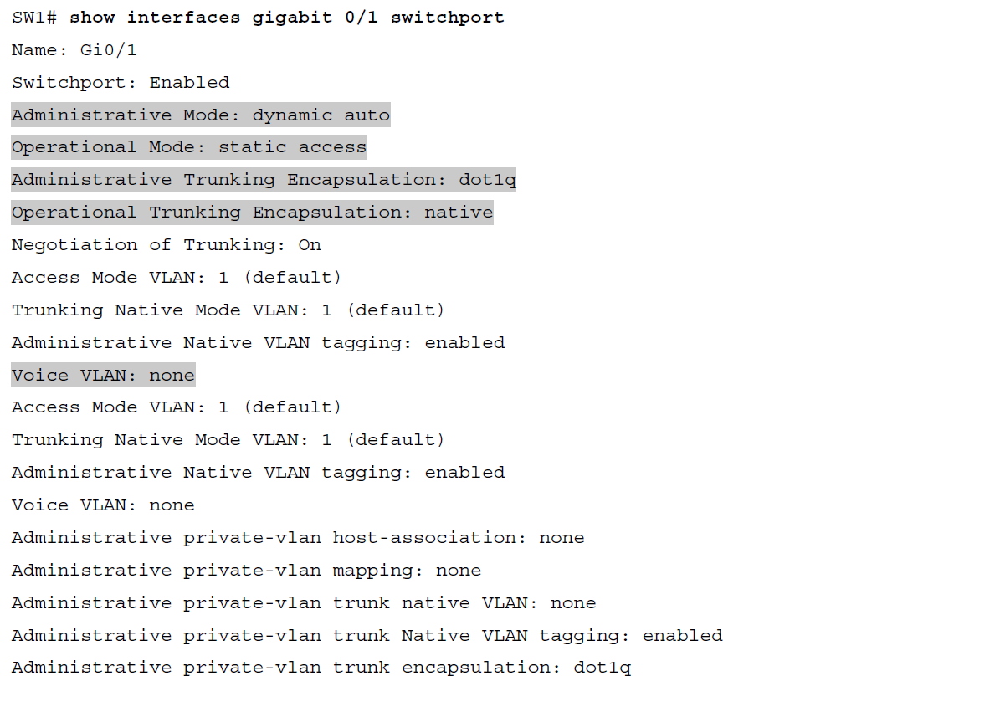 SW1# show interfaces gigabit 0/1 switchport
Name: Gi0/1
Switchport: Enabled
Administrative Mode: dynamic auto
Operational Mode: static access
Administrative Trunking Encapsulation: dot1q
Operational Trunking Encapsulation: native
Negotiation of Trunking: On
Access Mode VLAN: 1 (default)
Trunking Native Mode VLAN: 1 (default)
Administrative Native VLAN tagging: enabled
Voice VLAN: none
Access Mode VLAN: 1 (default)
Trunking Native Mode VLAN: 1 (default)
Administrative Native VLAN tagging: enabled
Voice VLAN: none
Administrative private-vlan host-association: none
Administrative private-vlan mapping: none
Administrative private-vlan trunk native VLAN: none
Administrative private-vlan trunk Native VLAN tagging: enabled
Administrative private-vlan trunk encapsulation: dot1q